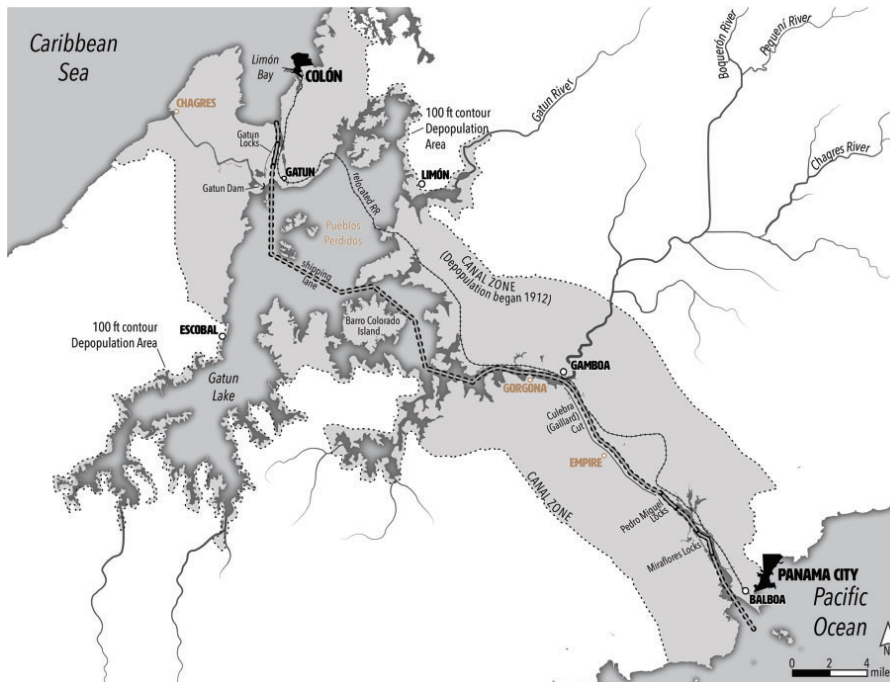 Caribbean
Sea
Limón
Bay
COLÓN
CHAGRES
Gatun
Locks
GATUN
Gatun Dam
100 ft contour
Depopulation
Area
LIMÓN
Gatun River
Boquerón River
Pequení River
Chagres River
relocated RR
Pueblos
Perdidos
CANAL ZONE
(Depopulation began 1912)
shipping
lane
Barro Colorado
Island
100 ft contour
Depopulation Area
ESCOBAL
Gatun
Lake
GAMBOA
GORGONA
Culebra
(Gaillard)
Cut
EMPIRE
CANAL ZONE
Pedro Miguel
Locks
Miraflores Locks
PANAMA CITY
BALBOA
Pacific
Ocean
N
0 2 4
mile